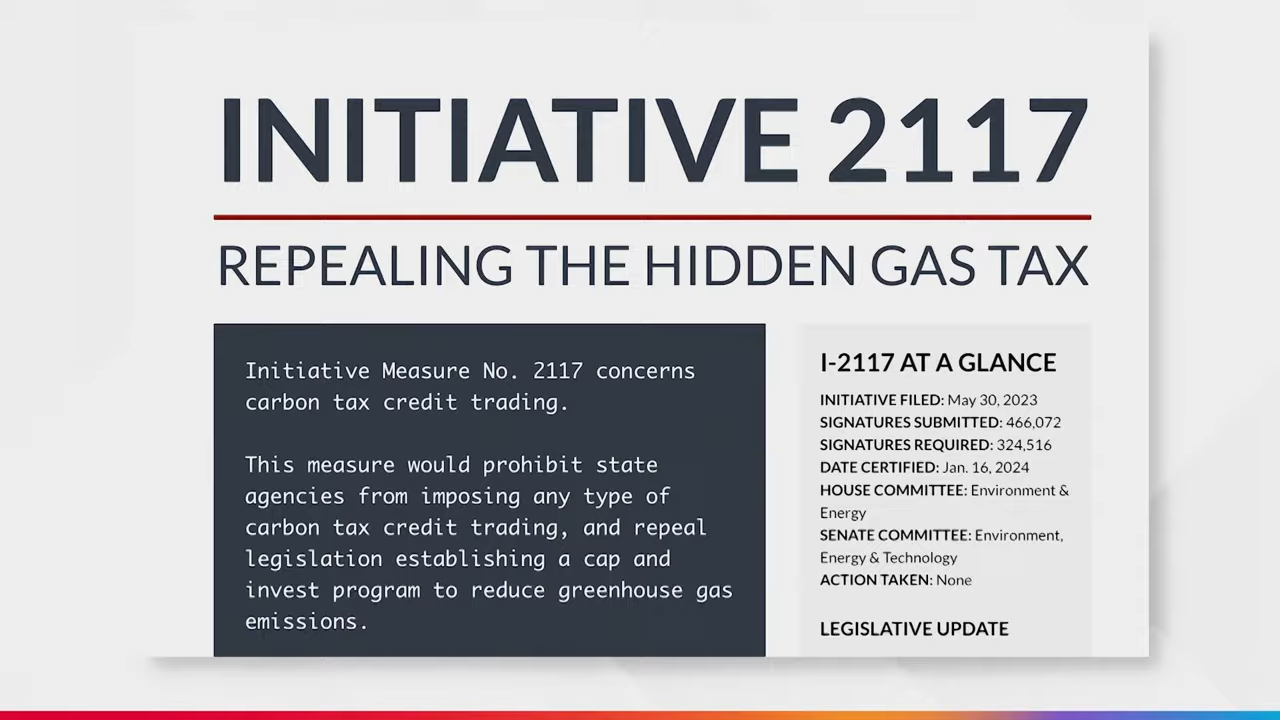 INITIATIVE 2117
REPEALING THE HIDDEN GAS TAX
Initiative Measure No. 2117 concerns
carbon tax credit trading.
This measure would prohibit state
agencies from imposing any type of
carbon tax credit trading, and repeal
legislation establishing a cap and
invest program to reduce greenhouse gas
emissions.
I-2117 AT A GLANCE
INITIATIVE FILED: May 30, 2023
SIGNATURES SUBMITTED: 466,072
SIGNATURES REQUIRED: 324,516
DATE CERTIFIED: Jan. 16, 2024
HOUSE COMMITTEE: Environment &
Energy
SENATE COMMITTEE: Environment,
Energy & Technology
ACTION TAKEN: None
LEGISLATIVE UPDATE